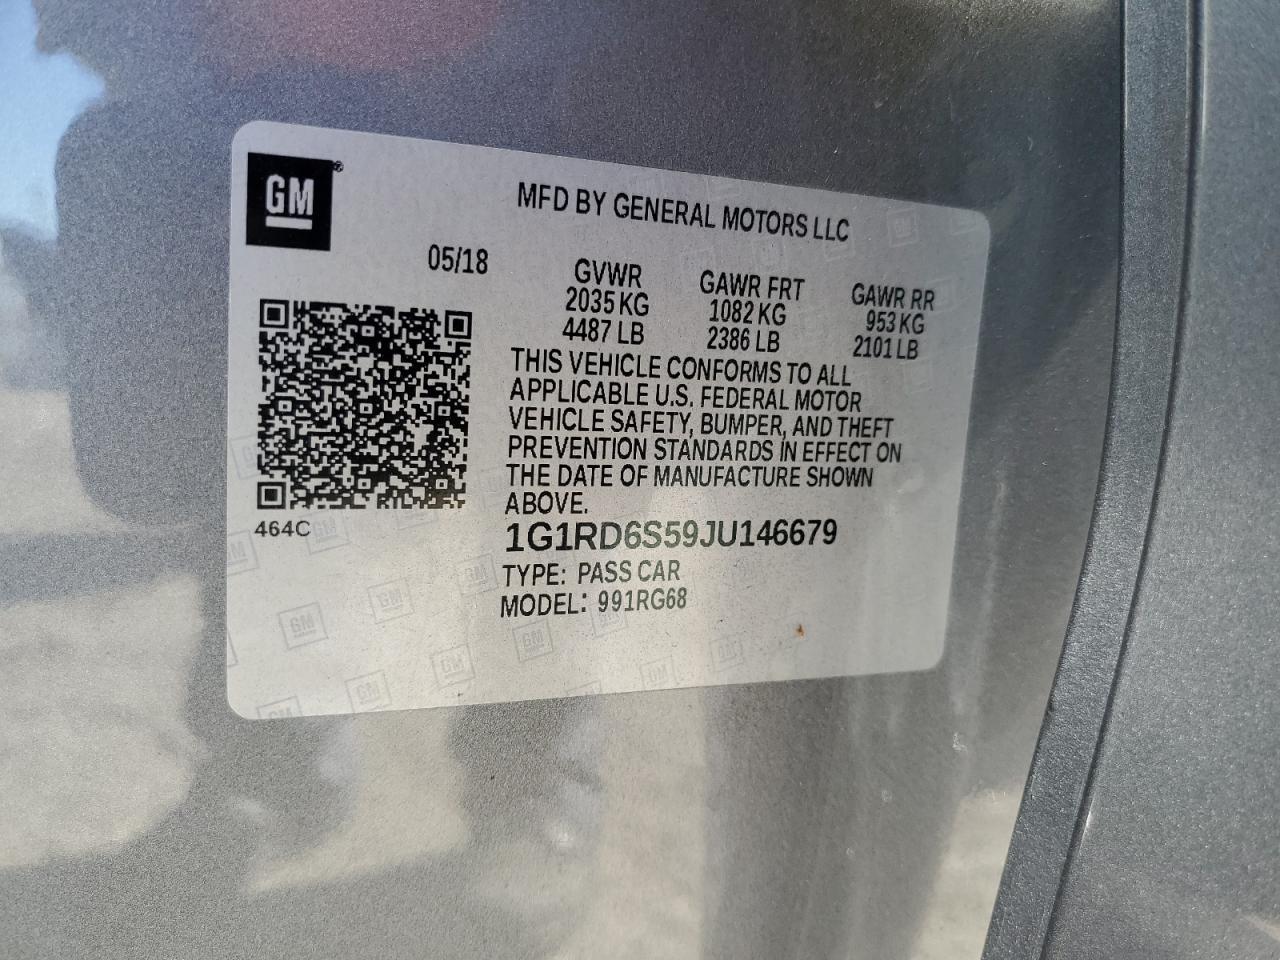 GM®
MFD BY GENERAL MOTORS LLC
05/18
GVWR
2035 KG
4487 LB
GAWR FRT
1082 KG
2386 LB
GAWR RR
953 KG
2101 LB
THIS VEHICLE CONFORMS TO ALL
APPLICABLE U.S. FEDERAL MOTOR
VEHICLE SAFETY, BUMPER, AND THEFT
PREVENTION STANDARDS IN EFFECT ON
THE DATE OF MANUFACTURE SHOWN
ABOVE.
464C
1G1RD6S59JU146679
TYPE: PASS CAR
MODEL: 991RG68